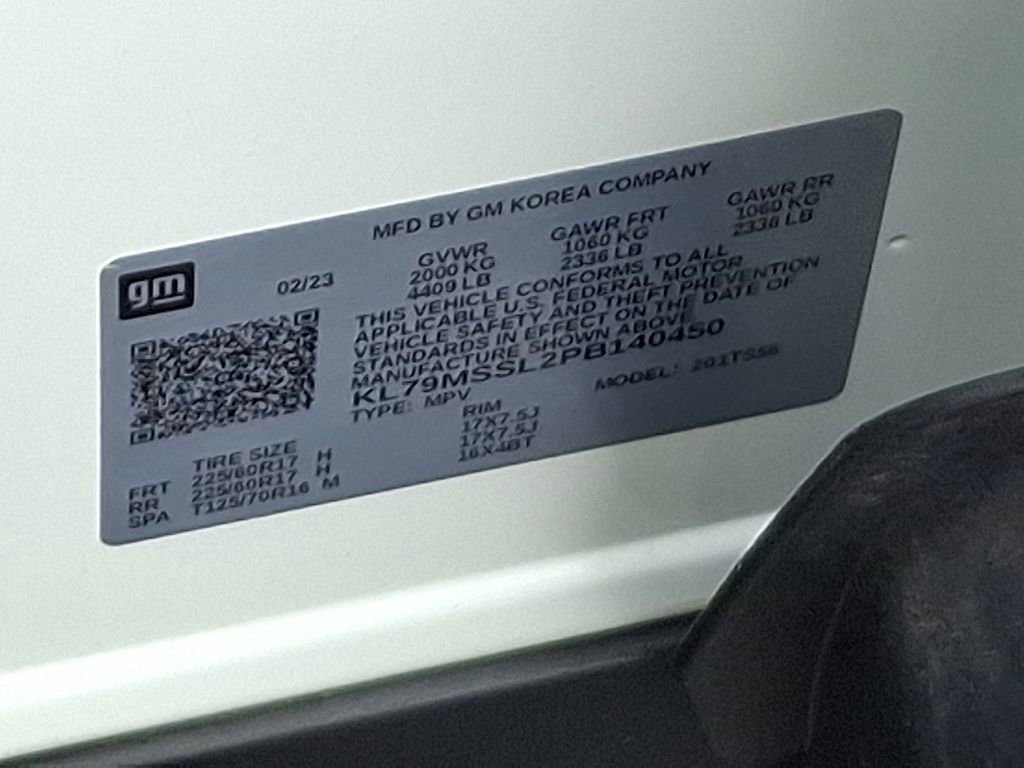 MFD BY GM KOREA COMPANY
gm
02/23
GVWR GAWR FRT GAWR RR
2000 KG 1060 KG 1060 KG
4409 LB 2336 LB 2336 LB
THIS VEHICLE CONFORMS TO ALL
APPLICABLE U.S. FEDERAL MOTOR
VEHICLE SAFETY AND THEFT PREVENTION
STANDARDS IN EFFECT ON THE DATE OF
MANUFACTURE SHOWN ABOVE
KL79MSSL2PB140450
TYPE: MPV MODEL: 201TS56
TIRE SIZE RIM
FRT 225/60R17 H 17X7.5J
RR 225/60R17 H 17X7.5J
SPA T125/70R16 M 16X4BT